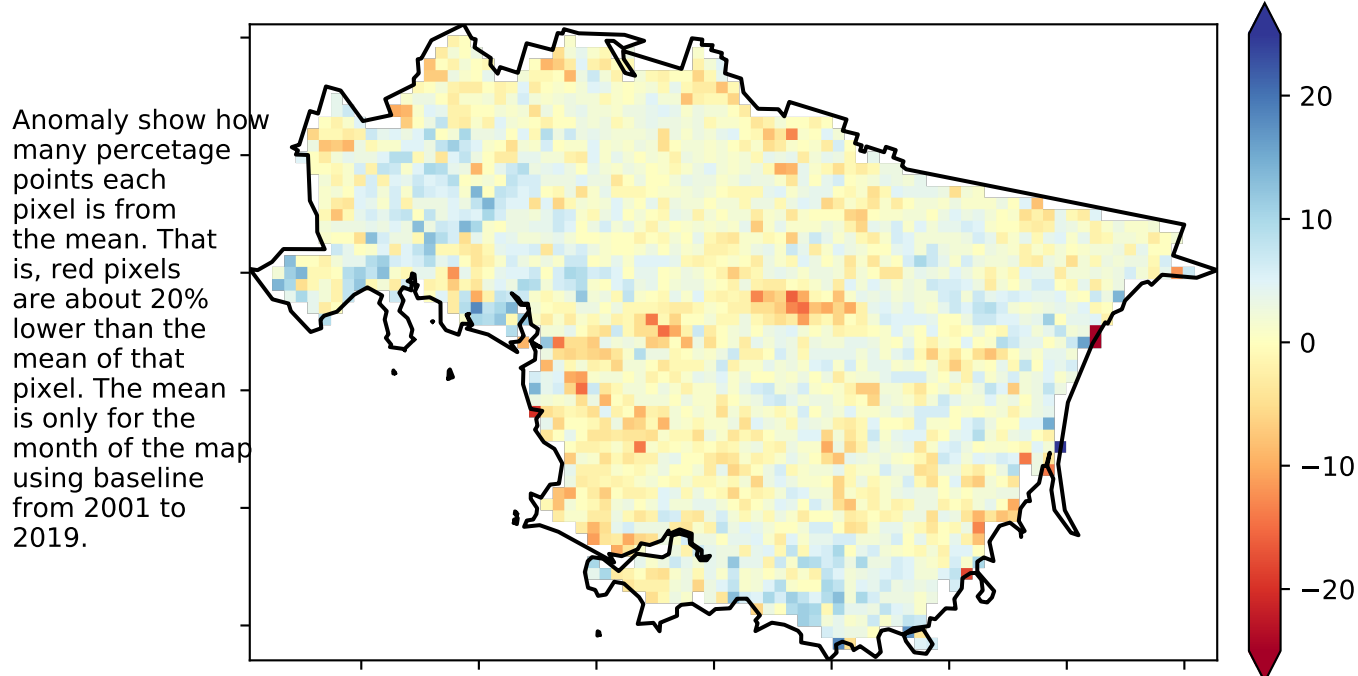 Anomaly show how
many percetage
points each
pixel is from
the mean. That
is, red pixels
are about 20%
lower than the
mean of that
pixel. The mean
is only for the
month of the map
using baseline
from 2001 to
2019.
20
10
0
−10
−20